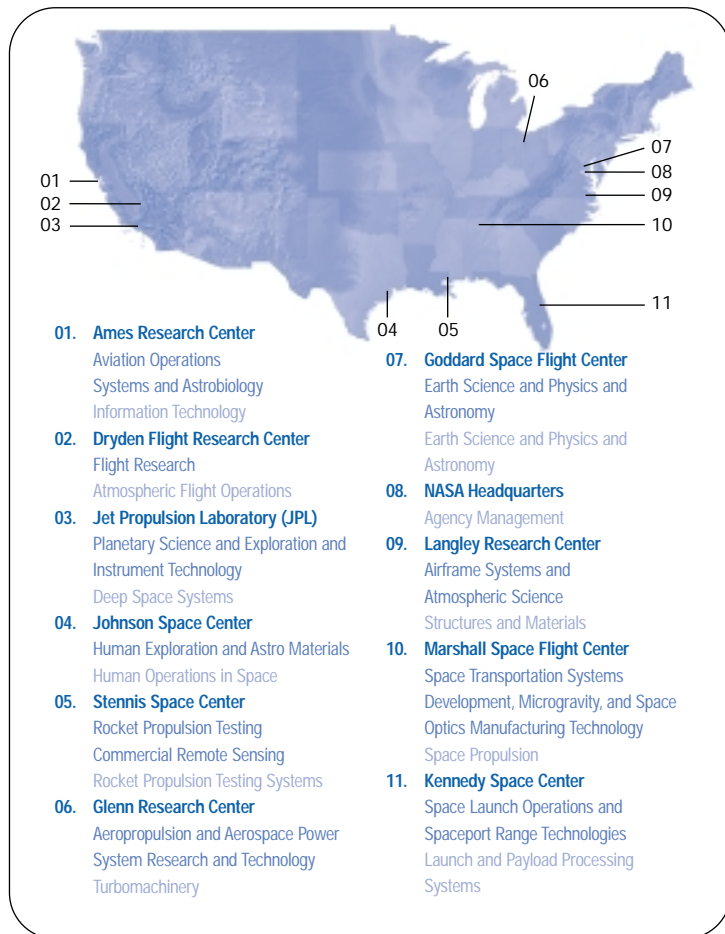 06
07
08
09
10
11
01
02
03
04
05
01. Ames Research Center
Aviation Operations
Systems and Astrobiology
Information Technology
02. Dryden Flight Research Center
Flight Research
Atmospheric Flight Operations
03. Jet Propulsion Laboratory (JPL)
Planetary Science and Exploration and
Instrument Technology
Deep Space Systems
04. Johnson Space Center
Human Exploration and Astro Materials
Human Operations in Space
05. Stennis Space Center
Rocket Propulsion Testing
Commercial Remote Sensing
Rocket Propulsion Testing Systems
06. Glenn Research Center
Aeropropulsion and Aerospace Power
System Research and Technology
Turbomachinery
07. Goddard Space Flight Center
Earth Science and Physics and
Astronomy
Earth Science and Physics and
Astronomy
08. NASA Headquarters
Agency Management
09. Langley Research Center
Airframe Systems and
Atmospheric Science
Structures and Materials
10. Marshall Space Flight Center
Space Transportation Systems
Development, Microgravity, and Space
Optics Manufacturing Technology
Space Propulsion
11. Kennedy Space Center
Space Launch Operations and
Spaceport Range Technologies
Launch and Payload Processing
Systems